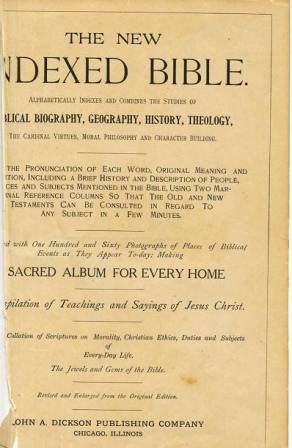 THE NEW
NDEXED BIBLE.
ALPHABETICALLY INDEXES AND COMBINES THE STUDIES OF
BLICAL BIOGRAPHY, GEOGRAPHY, HISTORY, THEOLOGY,
THE CARDINAL VIRTUES, MORAL PHILOSOPHY AND CHARACTER BUILDING.
THE PRONUNCIATION OF EACH WORD, ORIGINAL MEANING AND
ITION, INCLUDING A BRIEF HISTORY AND DESCRIPTION OF PEOPLE,
CES AND SUBJECTS MENTIONED IN THE BIBLE, USING TWO MAR-
INAL REFERENCE COLUMNS SO THAT THE OLD AND NEW
TESTAMENTS CAN BE CONSULTED IN REGARD TO
ANY SUBJECT IN A FEW MINUTES.
ed with One Hundred and Sixty Photographs of Places of Biblical
Events as They Appear To-day; Making
SACRED ALBUM FOR EVERY HOME
mpilation of Teachings and Sayings of Jesus Christ.
Collation of Scriptures on Morality, Christian Ethics, Duties and Subjects
of
Every-Day Life.
The Jewels and Gems of the Bible.
Revised and Enlarged from the Original Edition.
OHN A. DICKSON PUBLISHING COMPANY
CHICAGO, ILLINOIS